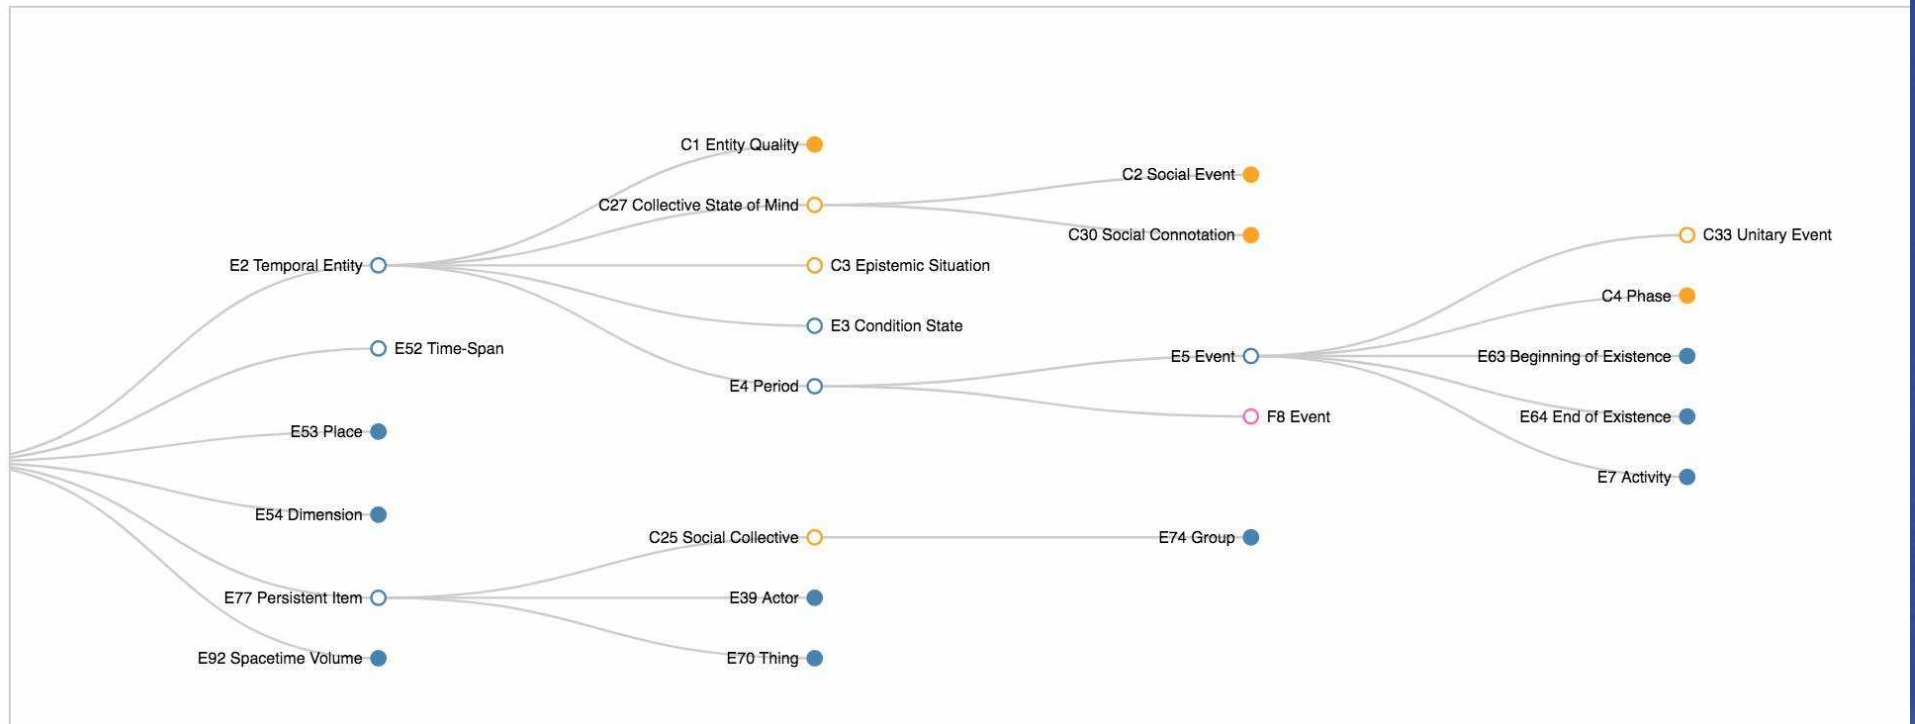 C1 Entity Quality
C2 Social Event
C27 Collective State of Mind
C30 Social Connotation
C33 Unitary Event
E2 Temporal Entity
C3 Epistemic Situation
C4 Phase
E3 Condition State
E52 Time-Span
E5 Event
E63 Beginning of Existence
E4 Period
F8 Event
E64 End of Existence
E53 Place
E7 Activity
E54 Dimension
C25 Social Collective
E74 Group
E77 Persistent Item
E39 Actor
E92 Spacetime Volume
E70 Thing